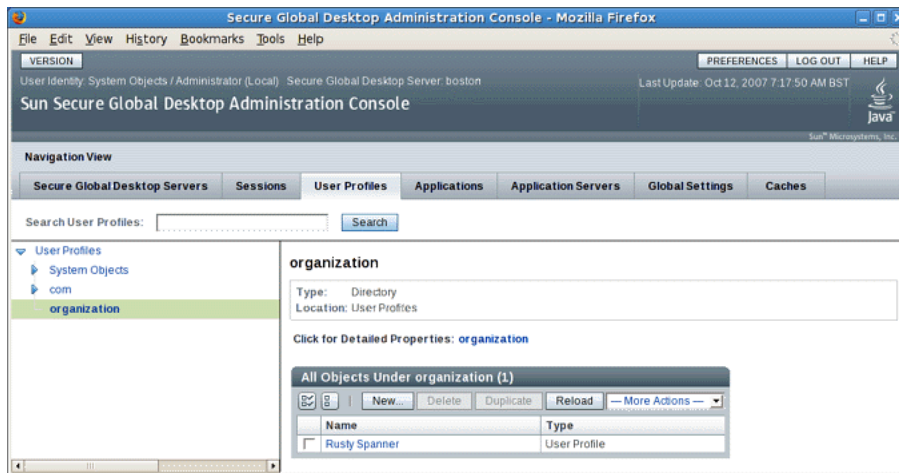 Secure Global Desktop Administration Console - Mozilla Firefox
File Edit View History Bookmarks Tools Help
VERSION PREFERENCES LOG OUT HELP
User Identity: System Objects / Administrator (Local) Secure Global Desktop Server: boston Last Update: Oct 12, 2007 7:17:50 AM BST
Sun Secure Global Desktop Administration Console
Java
Sun™ Microsystems, Inc.
Navigation View
Secure Global Desktop Servers Sessions User Profiles Applications Application Servers Global Settings Caches
Search User Profiles: Search
User Profiles
System Objects
com
organization
organization
Type: Directory
Location: User Profiles
Click for Detailed Properties: organization
All Objects Under organization (1)
New... Delete Duplicate Reload — More Actions —
Name Type
Rusty Spanner User Profile